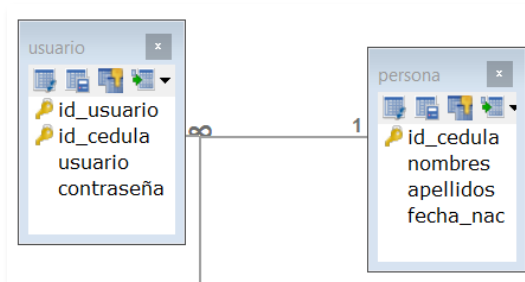 usuario
id_usuario
id_cedula
usuario
contraseña
∞
1
persona
id_cedula
nombres
apellidos
fecha_nac